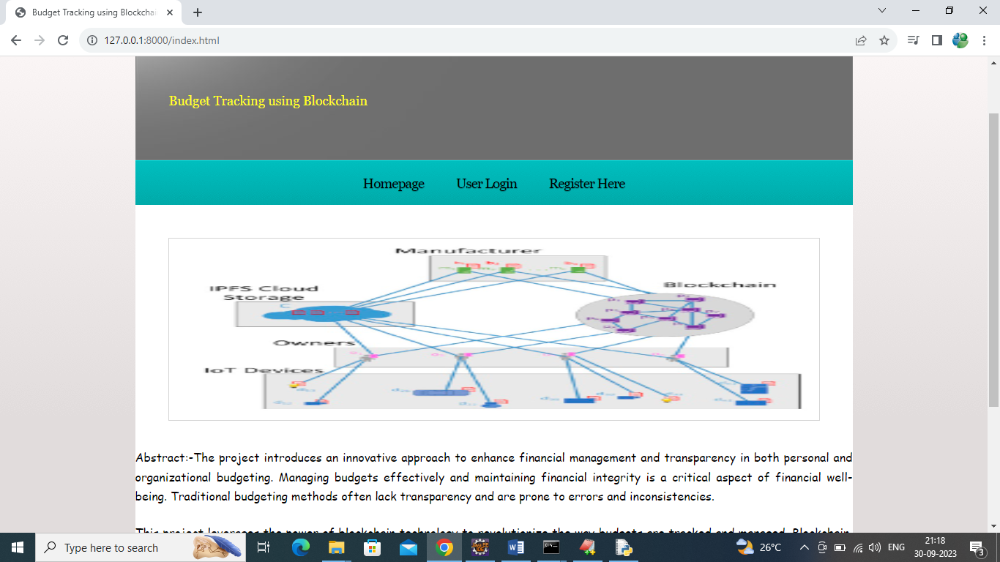 Budget Tracking using Blockchai
127.0.0.1:8000/index.html
Budget Tracking using Blockchain
Homepage User Login Register Here
Manufacturer
IPFS Cloud
Storage
Blockchain
Owners
IoT Devices
Abstract:-The project introduces an innovative approach to enhance financial management and transparency in both personal and
organizational budgeting. Managing budgets effectively and maintaining financial integrity is a critical aspect of financial well-
being. Traditional budgeting methods often lack transparency and are prone to errors and inconsistencies.
This project leverages the power of blockchain technology to revolutionize the way budgets are tracked and managed. Blockchain,
Type here to search
26°C
ENG
21:18
30-09-2023
3